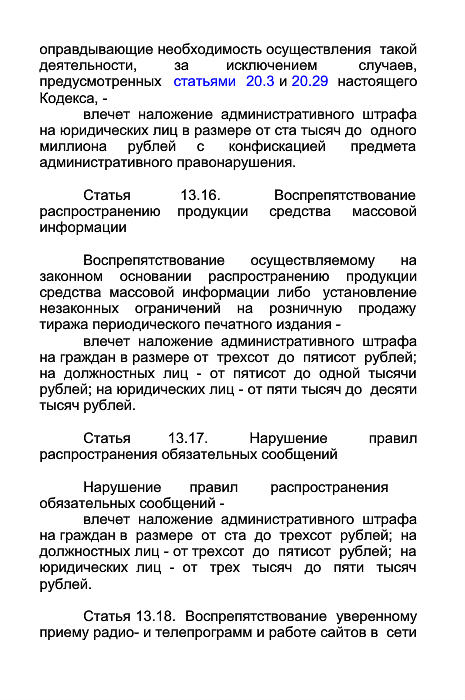 оправдывающие необходимость осуществления такой
деятельности, за исключением случаев,
предусмотренных статьями 20.3 и 20.29 настоящего
Кодекса, -
влечет наложение административного штрафа
на юридических лиц в размере от ста тысяч до одного
миллиона рублей с конфискацией предмета
административного правонарушения.
Статья 13.16. Воспрепятствование
распространению продукции средства массовой
информации
Воспрепятствование осуществляемому на
законном основании распространению продукции
средства массовой информации либо установление
незаконных ограничений на розничную продажу
тиража периодического печатного издания -
влечет наложение административного штрафа
на граждан в размере от трехсот до пятисот рублей;
на должностных лиц - от пятисот до одной тысячи
рублей; на юридических лиц - от пяти тысяч до десяти
тысяч рублей.
Статья 13.17. Нарушение правил
распространения обязательных сообщений
Нарушение правил распространения
обязательных сообщений -
влечет наложение административного штрафа
на граждан в размере от ста до трехсот рублей; на
должностных лиц - от трехсот до пятисот рублей; на
юридических лиц - от трех тысяч до пяти тысяч
рублей.
Статья 13.18. Воспрепятствование уверенному
приему радио- и телепрограмм и работе сайтов в сети